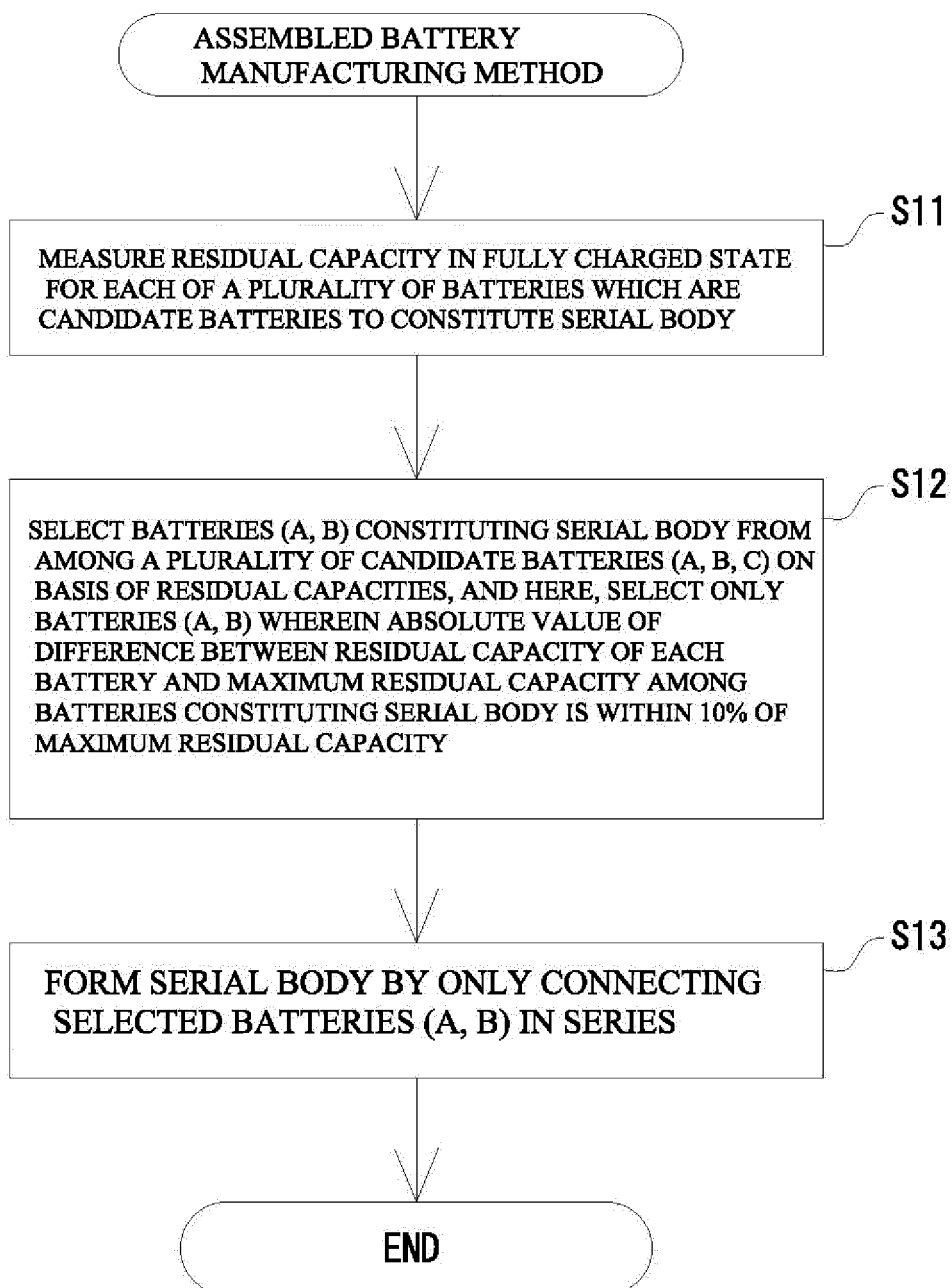 ASSEMBLED BATTERY
MANUFACTURING METHOD
S11
MEASURE RESIDUAL CAPACITY IN FULLY CHARGED STATE
FOR EACH OF A PLURALITY OF BATTERIES WHICH ARE
CANDIDATE BATTERIES TO CONSTITUTE SERIAL BODY
S12
SELECT BATTERIES (A, B) CONSTITUTING SERIAL BODY FROM
AMONG A PLURALITY OF CANDIDATE BATTERIES (A, B, C) ON
BASIS OF RESIDUAL CAPACITIES, AND HERE, SELECT ONLY
BATTERIES (A, B) WHEREIN ABSOLUTE VALUE OF
DIFFERENCE BETWEEN RESIDUAL CAPACITY OF EACH
BATTERY AND MAXIMUM RESIDUAL CAPACITY AMONG
BATTERIES CONSTITUTING SERIAL BODY IS WITHIN 10% OF
MAXIMUM RESIDUAL CAPACITY
S13
FORM SERIAL BODY BY ONLY CONNECTING
SELECTED BATTERIES (A, B) IN SERIES
END